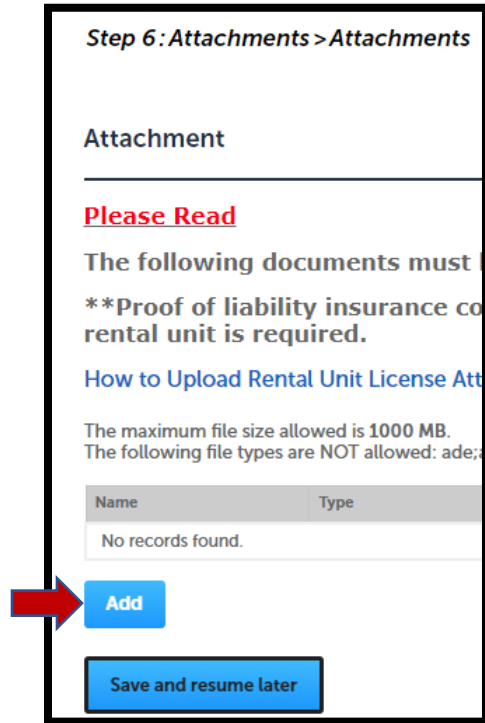 Step 6: Attachments > Attachments
Attachment
Please Read
The following documents must
**Proof of liability insurance co
rental unit is required.
How to Upload Rental Unit License Att
The maximum file size allowed is 1000 MB.
The following file types are NOT allowed: ade;
Name Type
No records found.
Add
Save and resume later